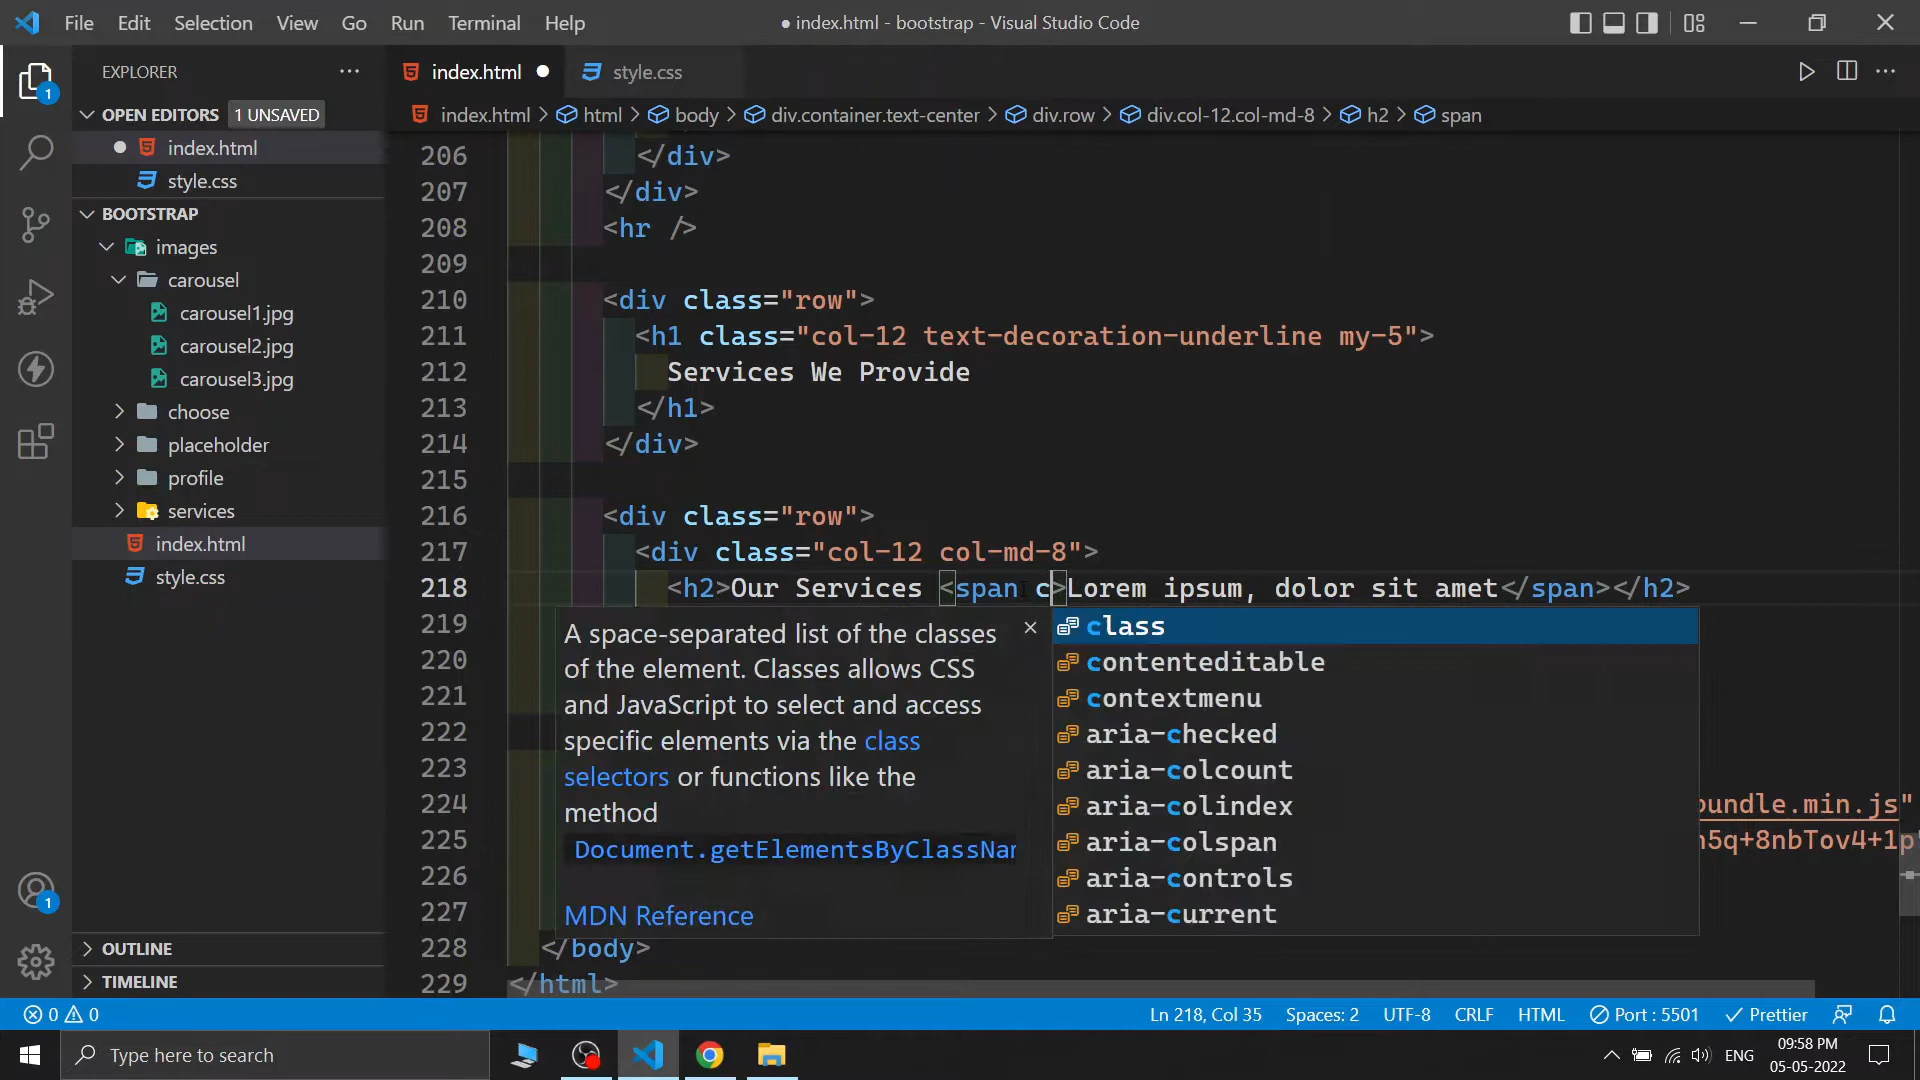 File Edit Selection View Go Run Terminal Help
● index.html - bootstrap - Visual Studio Code
EXPLORER
index.html
style.css
OPEN EDITORS 1 UNSAVED
index.html > html > body > div.container.text-center > div.row > div.col-12.col-md-8 > h2 > span
index.html
style.css
BOOTSTRAP
images
carousel
carousel1.jpg
carousel2.jpg
carousel3.jpg
choose
placeholder
profile
services
index.html
style.css
OUTLINE
TIMELINE
1
1
206 </div>
207 </div>
208 <hr />
209
210 <div class="row">
211 <h1 class="col-12 text-decoration-underline my-5">
212 Services We Provide
213 </h1>
214 </div>
215
216 <div class="row">
217 <div class="col-12 col-md-8">
218 <h2>Our Services <span c>Lorem ipsum, dolor sit amet</span></h2>
219
220
221
222
223
224 bundle.min.js"
225 n5q+8nbTov4+1p
226
227
228 </body>
229 </html>
A space-separated list of the classes
of the element. Classes allows CSS
and JavaScript to select and access
specific elements via the class
selectors or functions like the
method
Document.getElementsByClassNam
MDN Reference
class
contenteditable
contextmenu
aria-checked
aria-colcount
aria-colindex
aria-colspan
aria-controls
aria-current
0 0
Ln 218, Col 35 Spaces: 2 UTF-8 CRLF HTML Port : 5501 Prettier
Type here to search
ENG
09:58 PM
05-05-2022